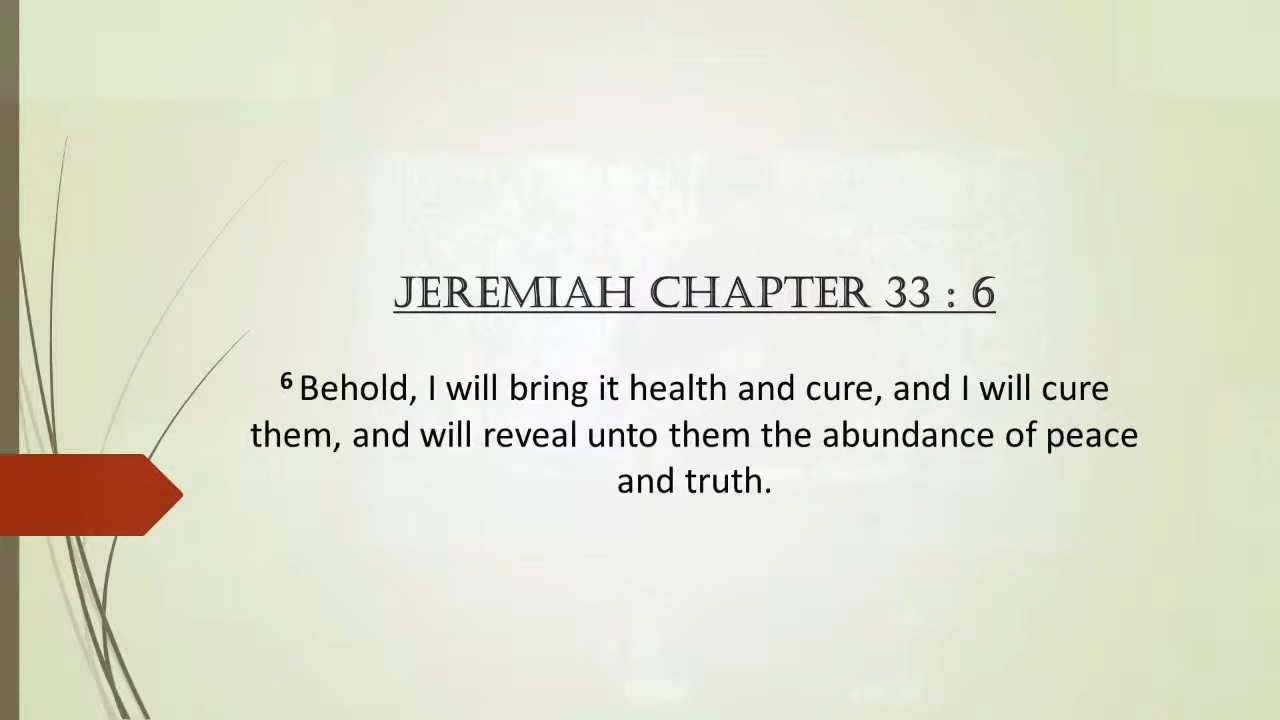 JEREMIAH CHAPTER 33 : 6
6 Behold, I will bring it health and cure, and I will cure
them, and will reveal unto them the abundance of peace
and truth.